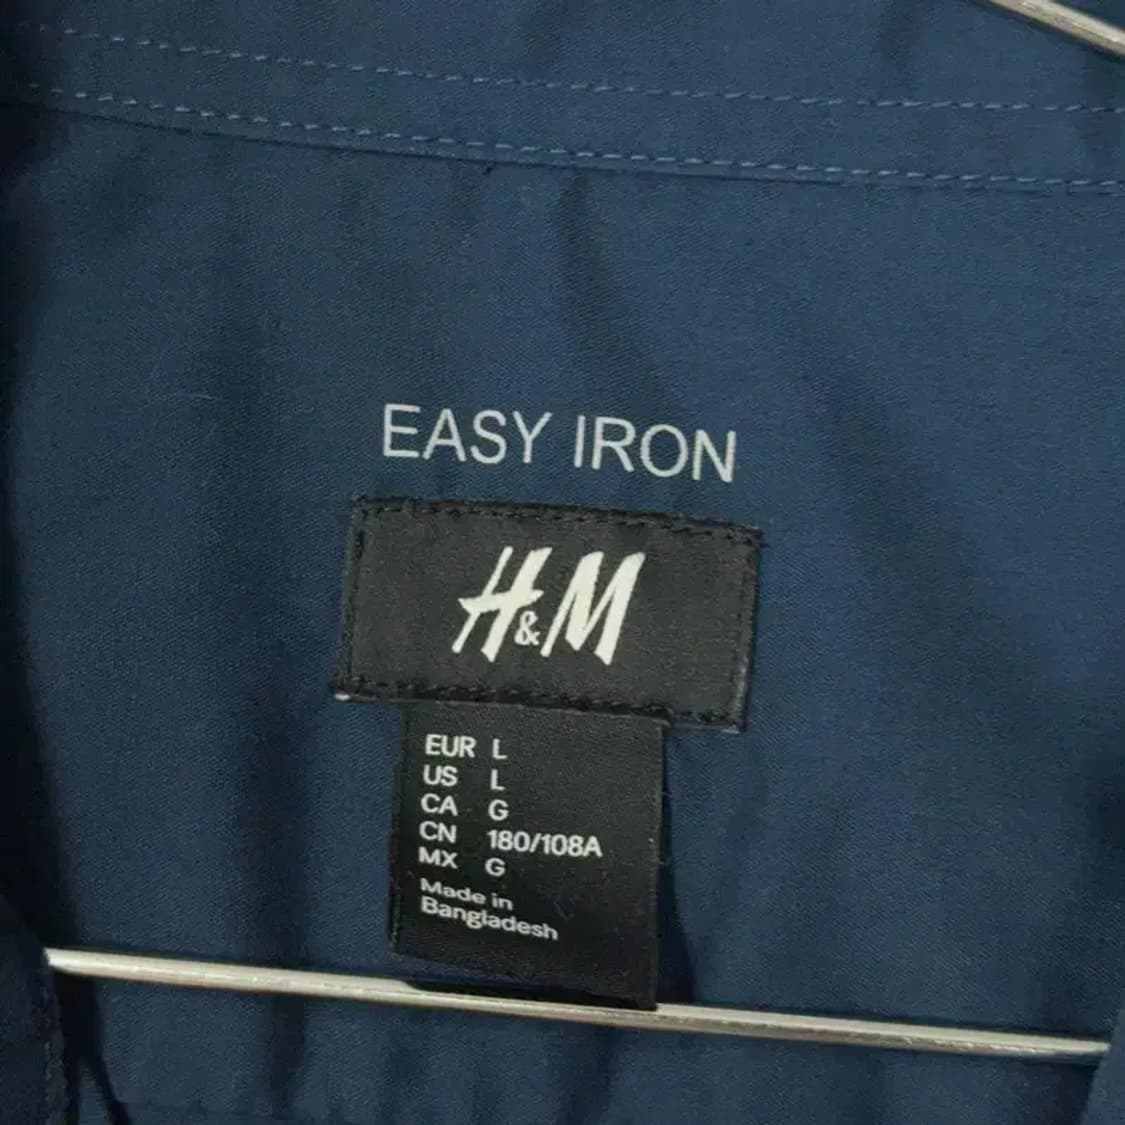 EASY IRON
H&M
EUR L
US L
CA G
CN 180/108A
MX G
Made in
Bangladesh